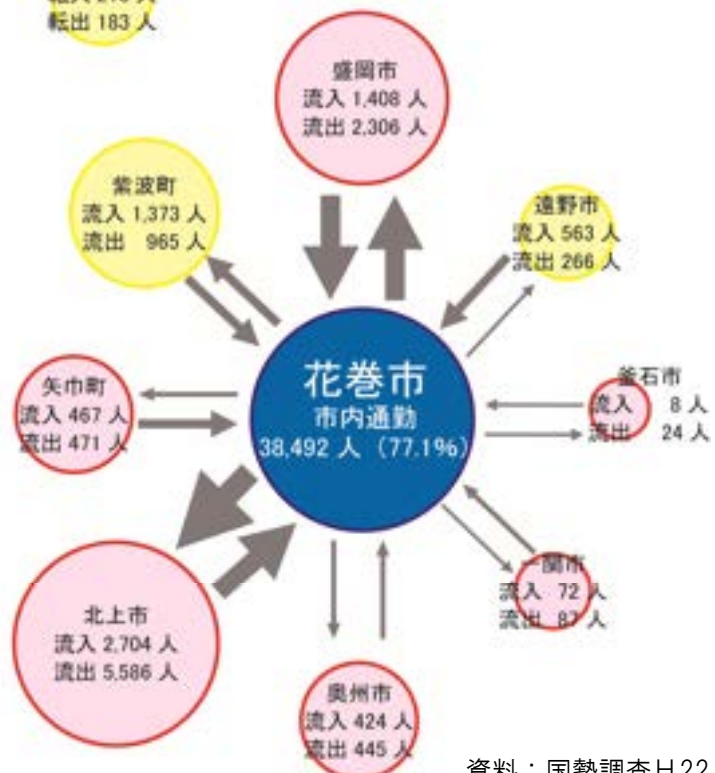 転出 183 人
盛岡市
流入 1,408 人
流出 2,306 人
紫波町
流入 1,373 人
流出 965 人
遠野市
流入 563 人
流出 266 人
花巻市
市内通勤
38,492 人（77.1%）
矢巾町
流入 467 人
流出 471 人
釜石市
流入 8 人
流出 24 人
一関市
流入 72 人
流出 87 人
北上市
流入 2,704 人
流出 5,586 人
奥州市
流入 424 人
流出 445 人
資料：国勢調査Ｈ22